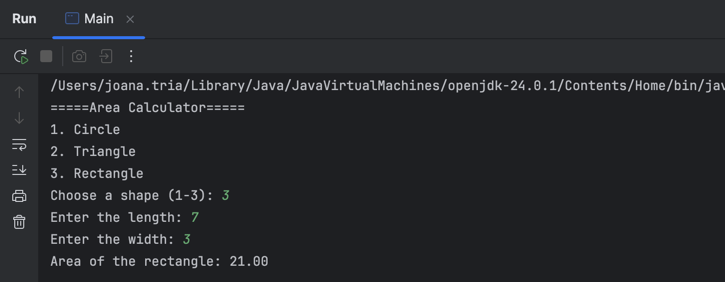 Run
Main
/Users/joana.tria/Library/Java/JavaVirtualMachines/openjdk-24.0.1/Contents/Home/bin/jav
=====Area Calculator=====
1. Circle
2. Triangle
3. Rectangle
Choose a shape (1-3): 3
Enter the length: 7
Enter the width: 3
Area of the rectangle: 21.00